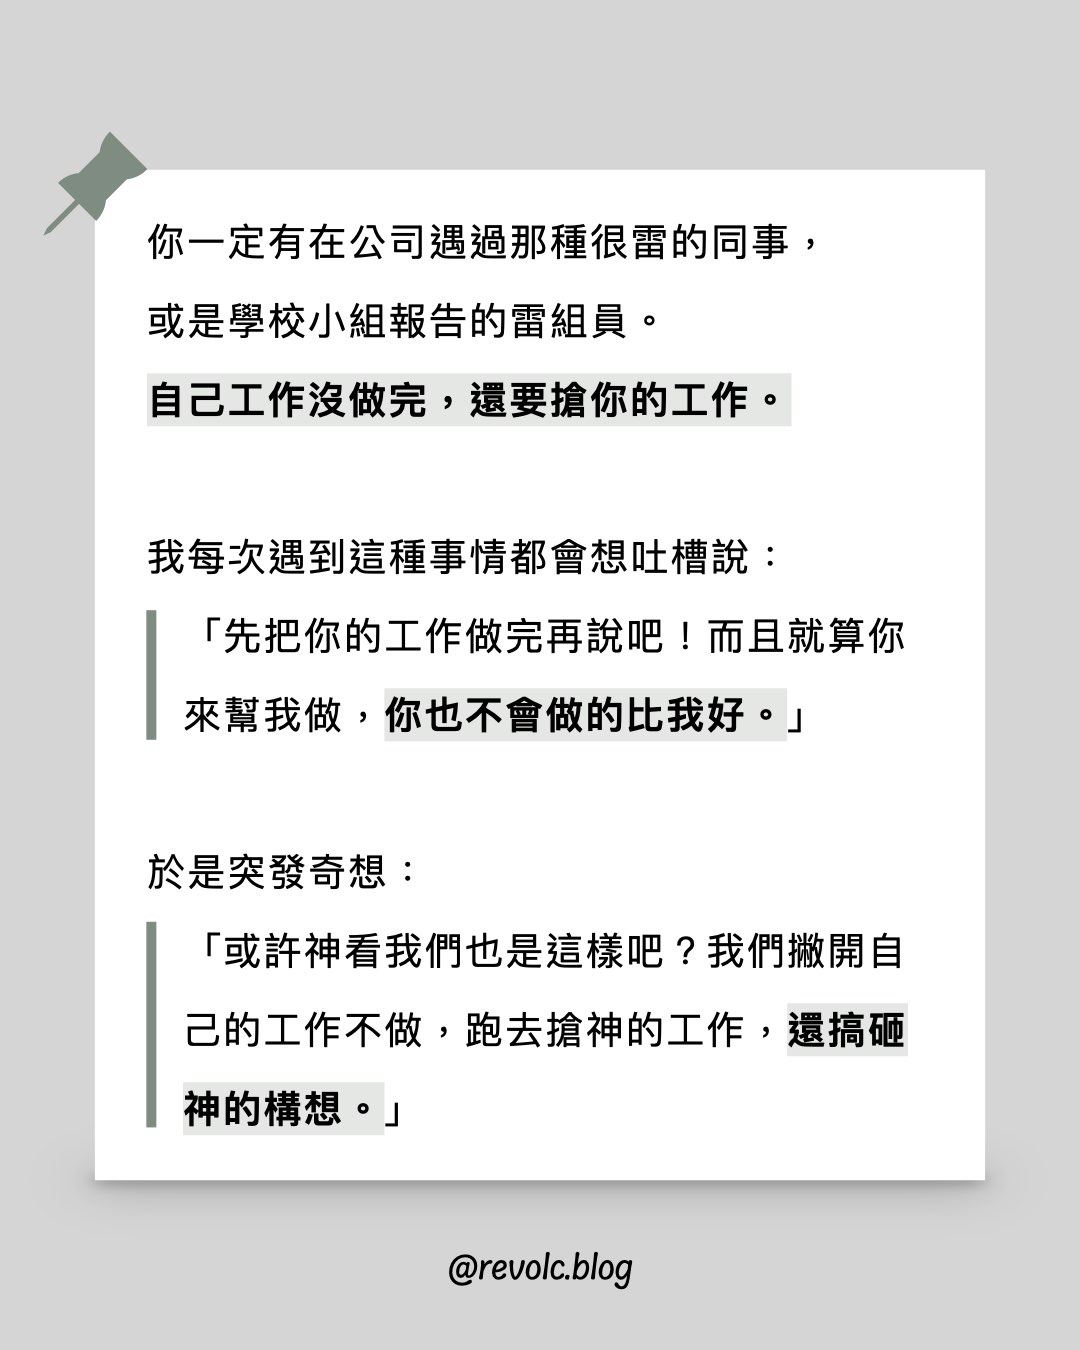 你一定有在公司遇過那種很雷的同事，
或是學校小組報告的雷組員。
自己工作沒做完，還要搶你的工作。
我每次遇到這種事情都會想吐槽說：
「先把你的工作做完再說吧！而且就算你
來幫我做，你也不會做的比我好。」
於是突發奇想：
「或許神看我們也是這樣吧？我們撇開自
己的工作不做，跑去搶神的工作，還搞砸
神的構想。」
@revolc.blog